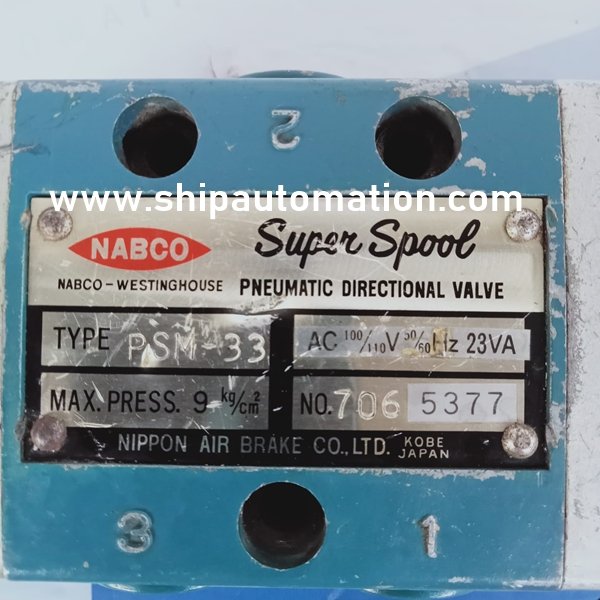 2
www.shipautomation.com
NABCO Super Spool
NABCO-WESTINGHOUSE PNEUMATIC DIRECTIONAL VALVE
TYPE PSM-33 AC 100/110V 50/60Hz 23VA
MAX. PRESS. 9 kg/cm² NO. 706 5377
NIPPON AIR BRAKE CO., LTD. KOBE JAPAN
3 1